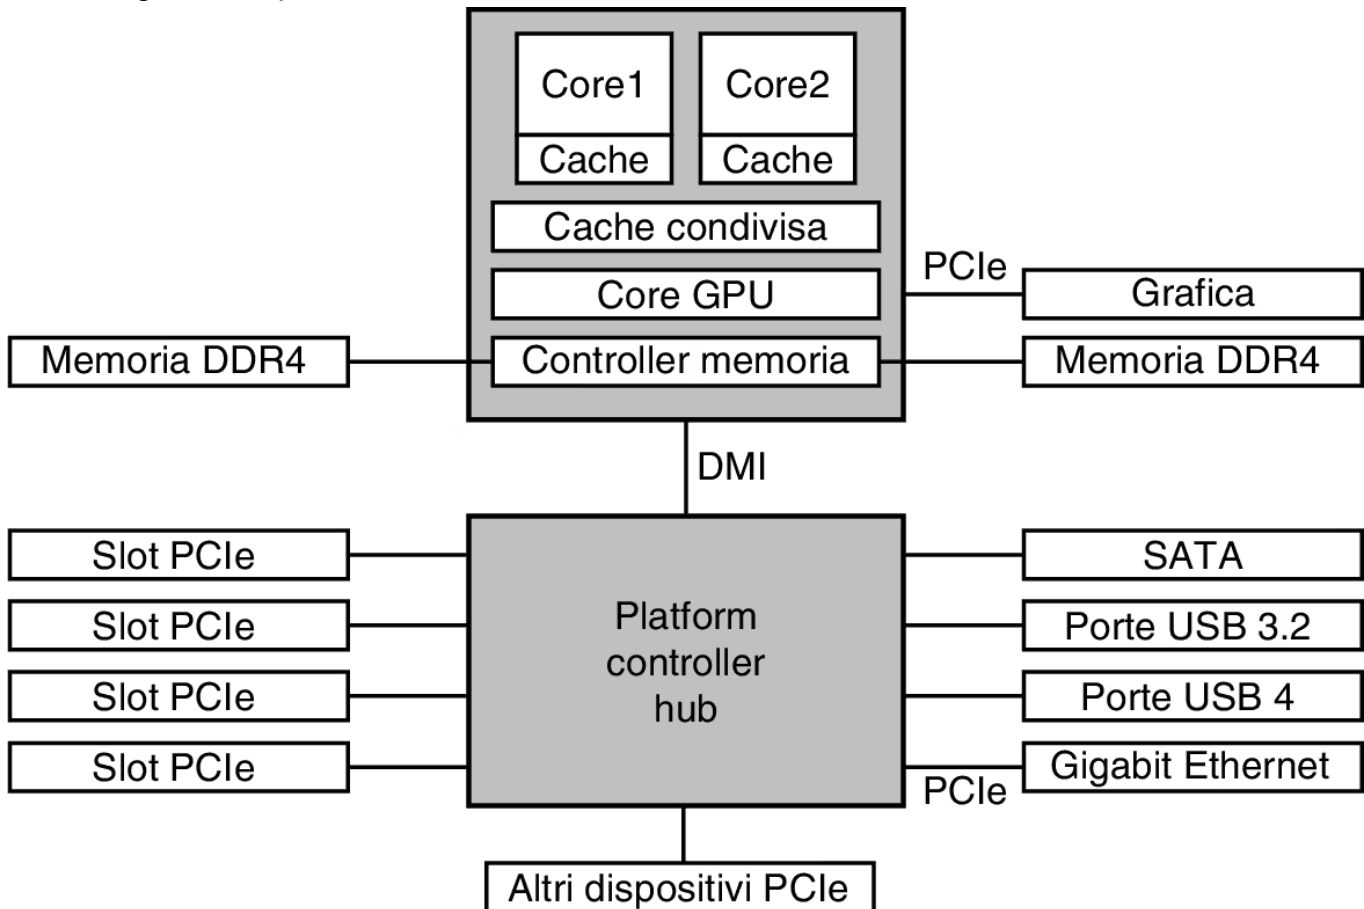 Core1
Core2
Cache
Cache
Cache condivisa
Core GPU
PCIe
Grafica
Memoria DDR4
Controller memoria
Memoria DDR4
DMI
Slot PCIe
Slot PCIe
Slot PCIe
Slot PCIe
Platform
controller
hub
SATA
Porte USB 3.2
Porte USB 4
Gigabit Ethernet
PCIe
Altri dispositivi PCIe